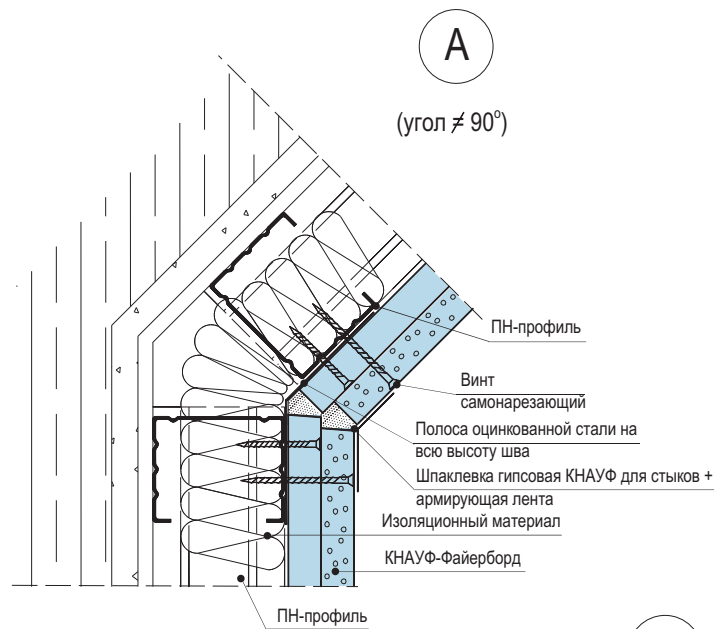 А
(угол ≠ 90°)
ПН-профиль
Винт
самонарезающий
Полоса оцинкованной стали на
всю высоту шва
Шпаклевка гипсовая КНАУФ для стыков +
армирующая лента
Изоляционный материал
КНАУФ-Файерборд
ПН-профиль